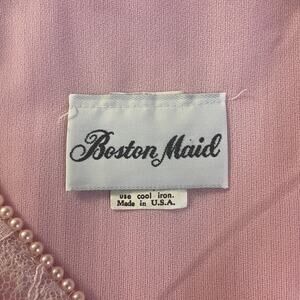 Boston Maid
use cool iron.
Made in U.S.A.